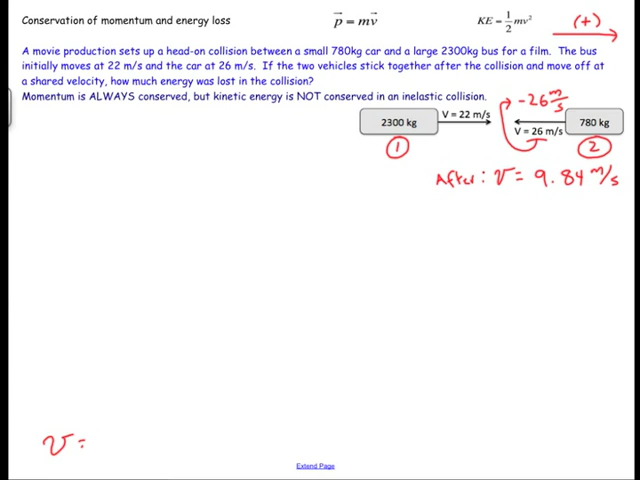 Conservation of momentum and energy loss
p = mv
KE = 1/2 mv²
(+)
A movie production sets up a head-on collision between a small 780kg car and a large 2300kg bus for a film. The bus
initially moves at 22 m/s and the car at 26 m/s. If the two vehicles stick together after the collision and move off at
a shared velocity, how much energy was lost in the collision?
Momentum is ALWAYS conserved, but kinetic energy is NOT conserved in an inelastic collision.
-26 m/s
V = 22 m/s
2300 kg
780 kg
V = 26 m/s
1
2
After: v = 9.84 m/s
v =
Extend Page